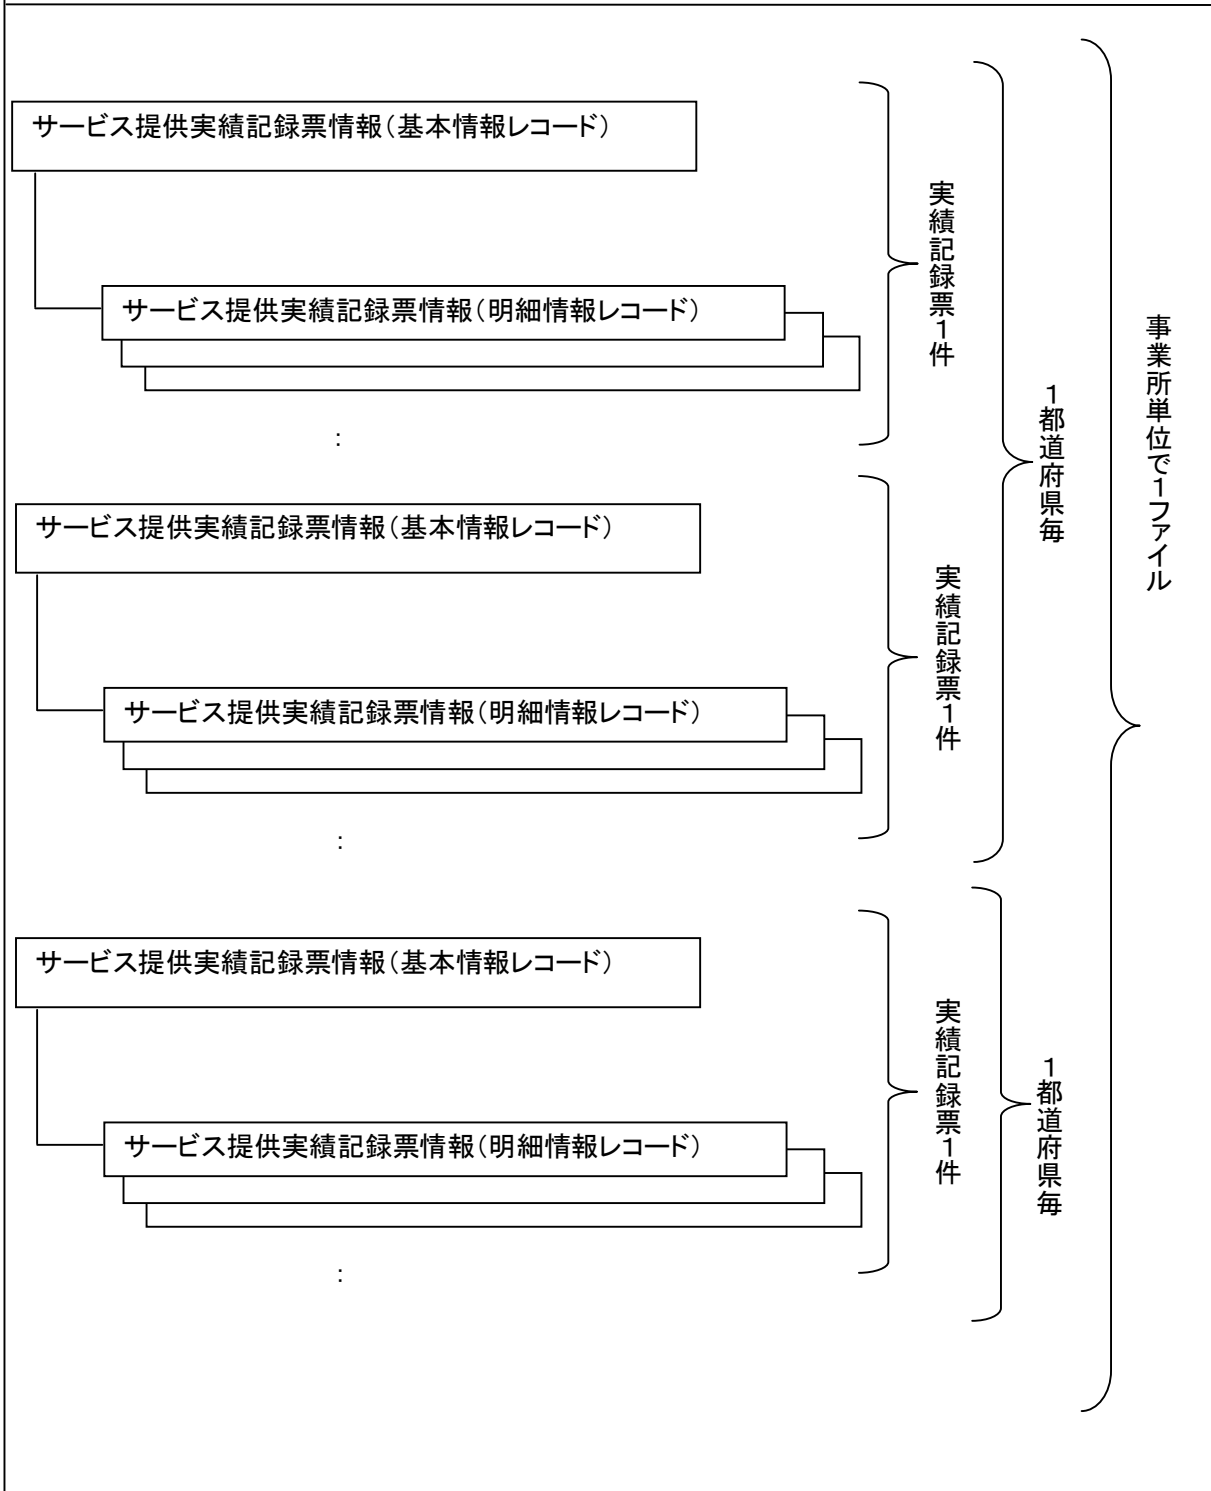 サービス提供実績記録票情報（基本情報レコード）
サービス提供実績記録票情報（明細情報レコード）
：
実績記録票１件
サービス提供実績記録票情報（基本情報レコード）
サービス提供実績記録票情報（明細情報レコード）
：
実績記録票１件
１都道府県毎
サービス提供実績記録票情報（基本情報レコード）
サービス提供実績記録票情報（明細情報レコード）
：
実績記録票１件
１都道府県毎
事業所単位で１ファイル